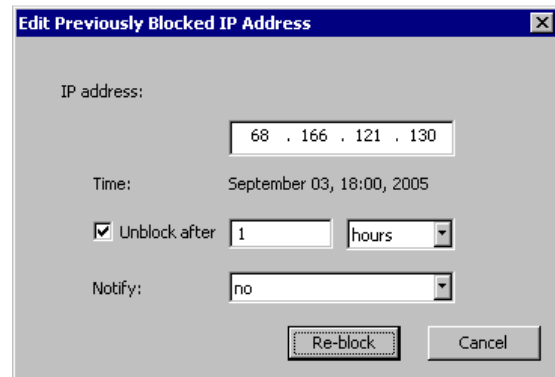 Edit Previously Blocked IP Address
IP address:
68 . 166 . 121 . 130
Time: September 03, 18:00, 2005
Unblock after 1 hours
Notify: no
Re-block Cancel